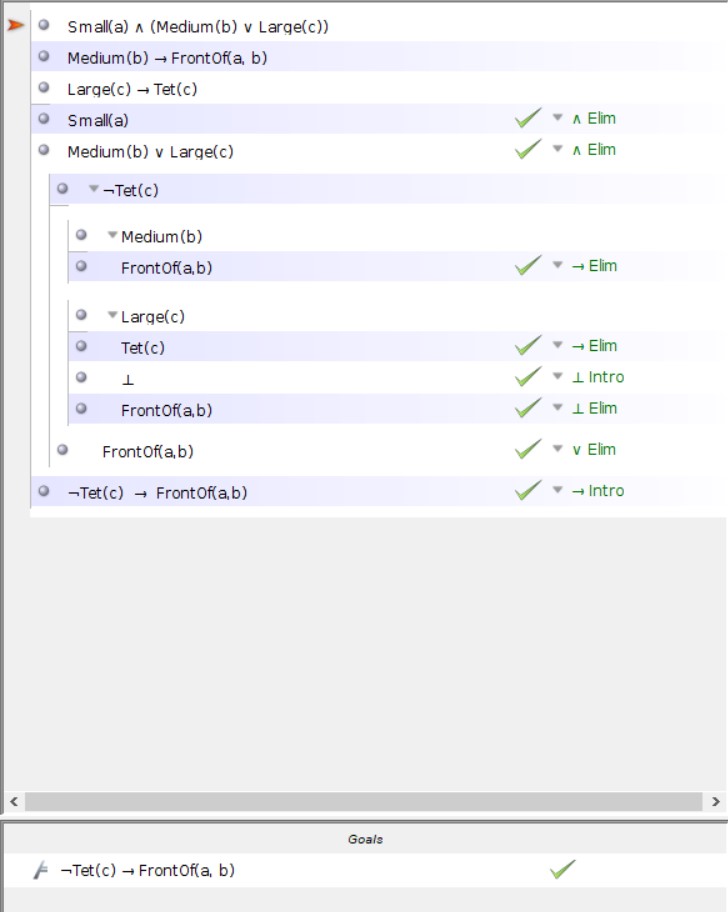 Small(a) ∧ (Medium(b) ∨ Large(c))
Medium(b) → FrontOf(a, b)
Large(c) → Tet(c)
Small(a) ∧ Elim
Medium(b) ∨ Large(c) ∧ Elim
¬Tet(c)
Medium(b)
FrontOf(a,b) → Elim
Large(c)
Tet(c) → Elim
⊥ ⊥ Intro
FrontOf(a,b) ⊥ Elim
FrontOf(a,b) ∨ Elim
¬Tet(c) → FrontOf(a,b) → Intro
Goals
¬Tet(c) → FrontOf(a, b)